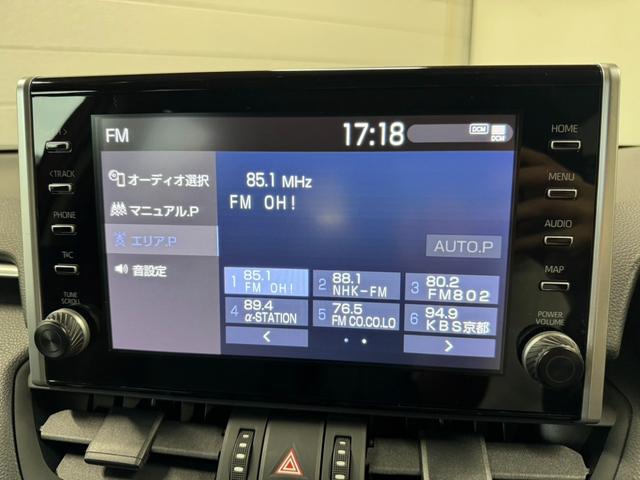 FM
17:18
DCM
DCM
オーディオ選択
マニュアル.P
エリア.P
音設定
85.1 MHz
FM OH!
AUTO.P
1 85.1 FM OH!
2 88.1 NHK-FM
3 80.2 FM802
4 89.4 α-STATION
5 76.5 FM CO.CO.LO
6 94.9 KBS京都
<
>
<TRACK
PHONE
TUNE
SCROLL
HOME
MENU
AUDIO
MAP
POWER
VOLUME